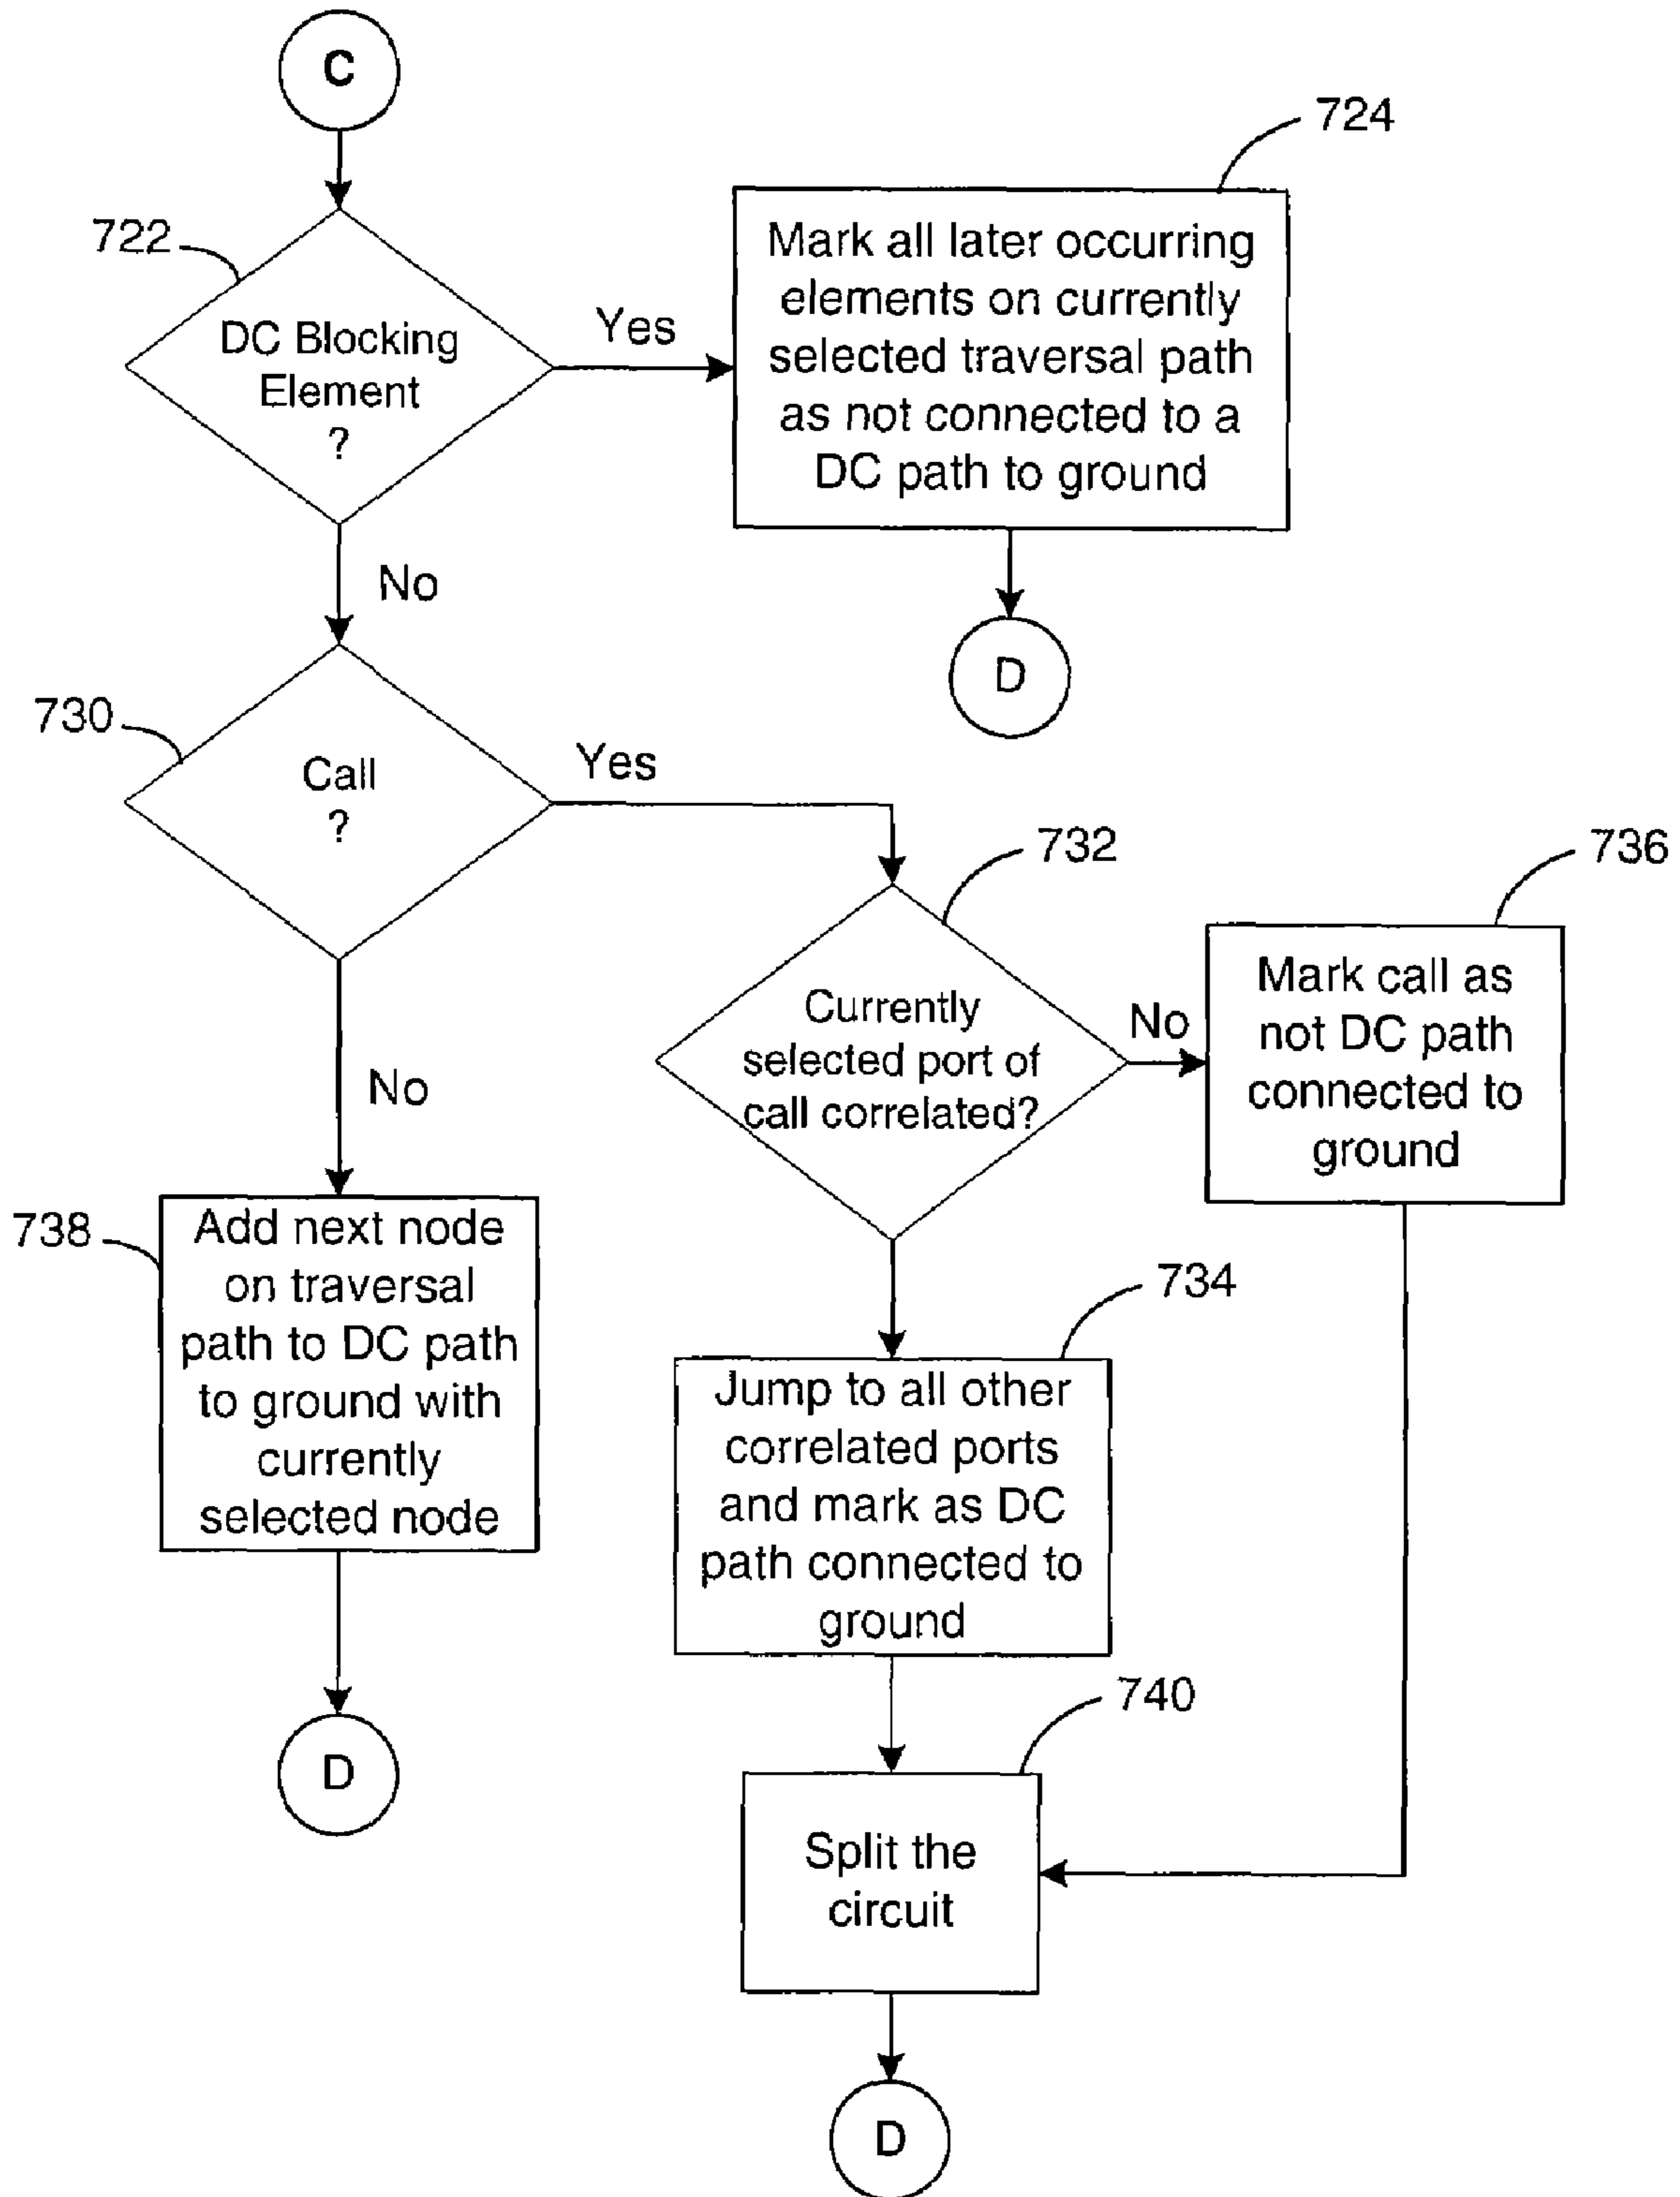 C
724
722
DC Blocking
Element
?
Yes
Mark all later occurring
elements on currently
selected traversal path
as not connected to a
DC path to ground
No
D
730
Call
?
Yes
732
736
Currently
selected port of
call correlated?
No
Mark call as
not DC path
connected to
ground
No
738
Add next node
on traversal
path to DC path
to ground with
currently
selected node
734
Jump to all other
correlated ports
and mark as DC
path connected to
ground
740
D
Split the
circuit
D